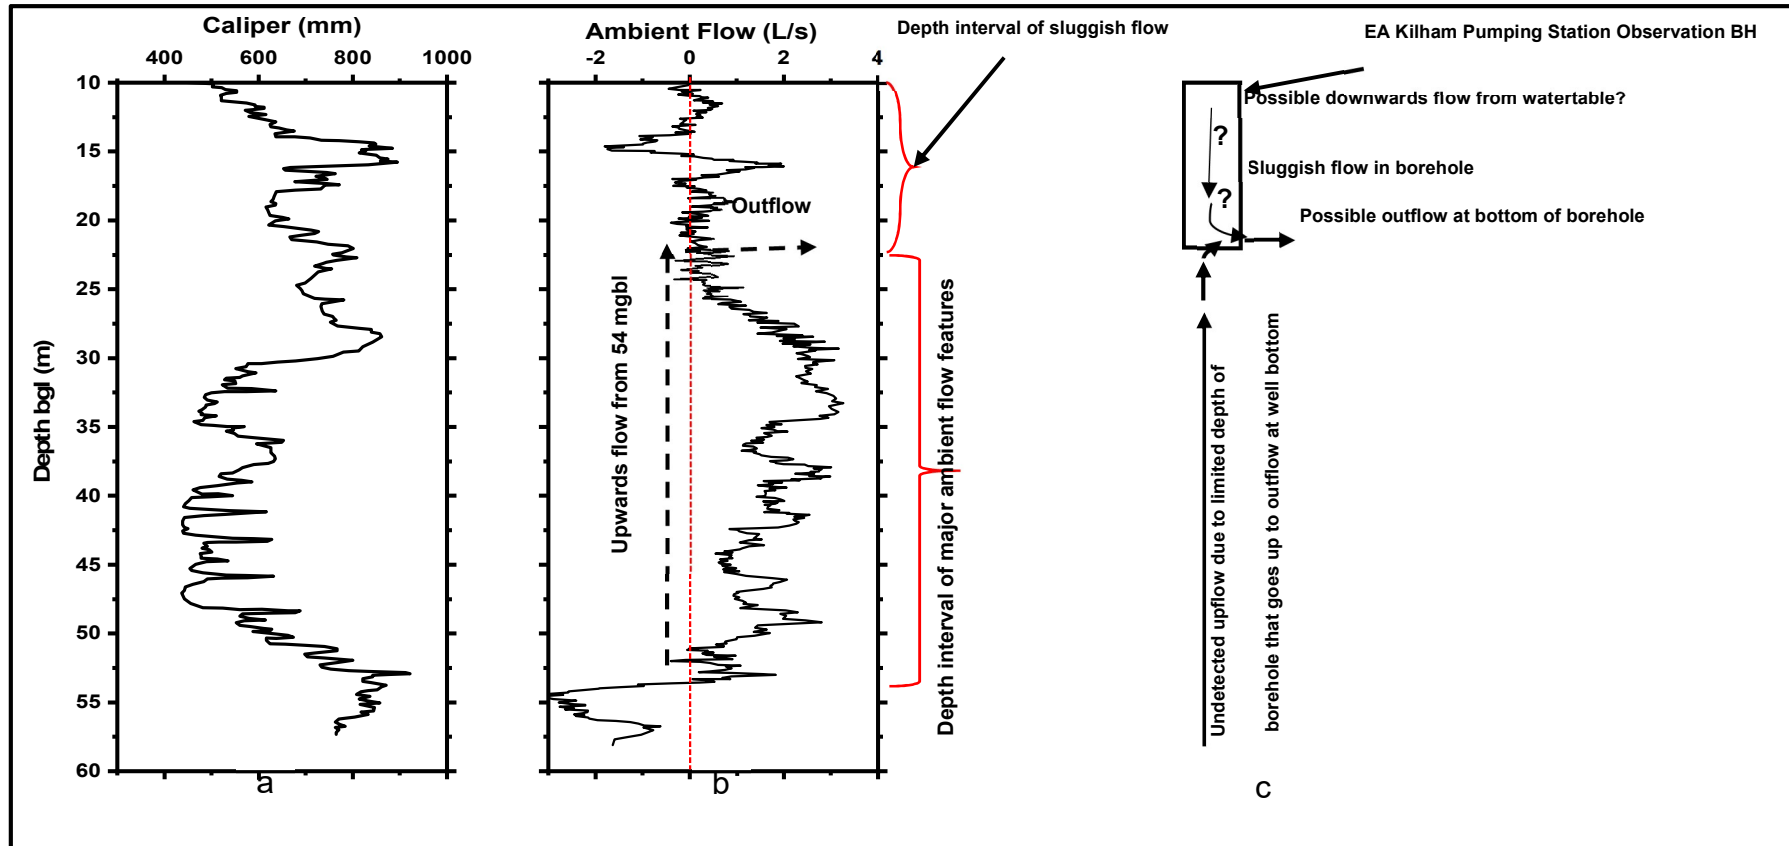 Caliper (mm)
400 600 800 1000
Ambient Flow (L/s)
-2 0 2 4
Depth interval of sluggish flow
EA Kilham Pumping Station Observation BH
Depth bgl (m)
10
15
20
25
30
35
40
45
50
55
60
Outflow
Upwards flow from 54 mgbl
Depth interval of major ambient flow features
Possible downwards flow from watertable?
?
Sluggish flow in borehole
?
Possible outflow at bottom of borehole
Undetected upflow due to limited depth of
borehole that goes up to outflow at well bottom
a
b
c